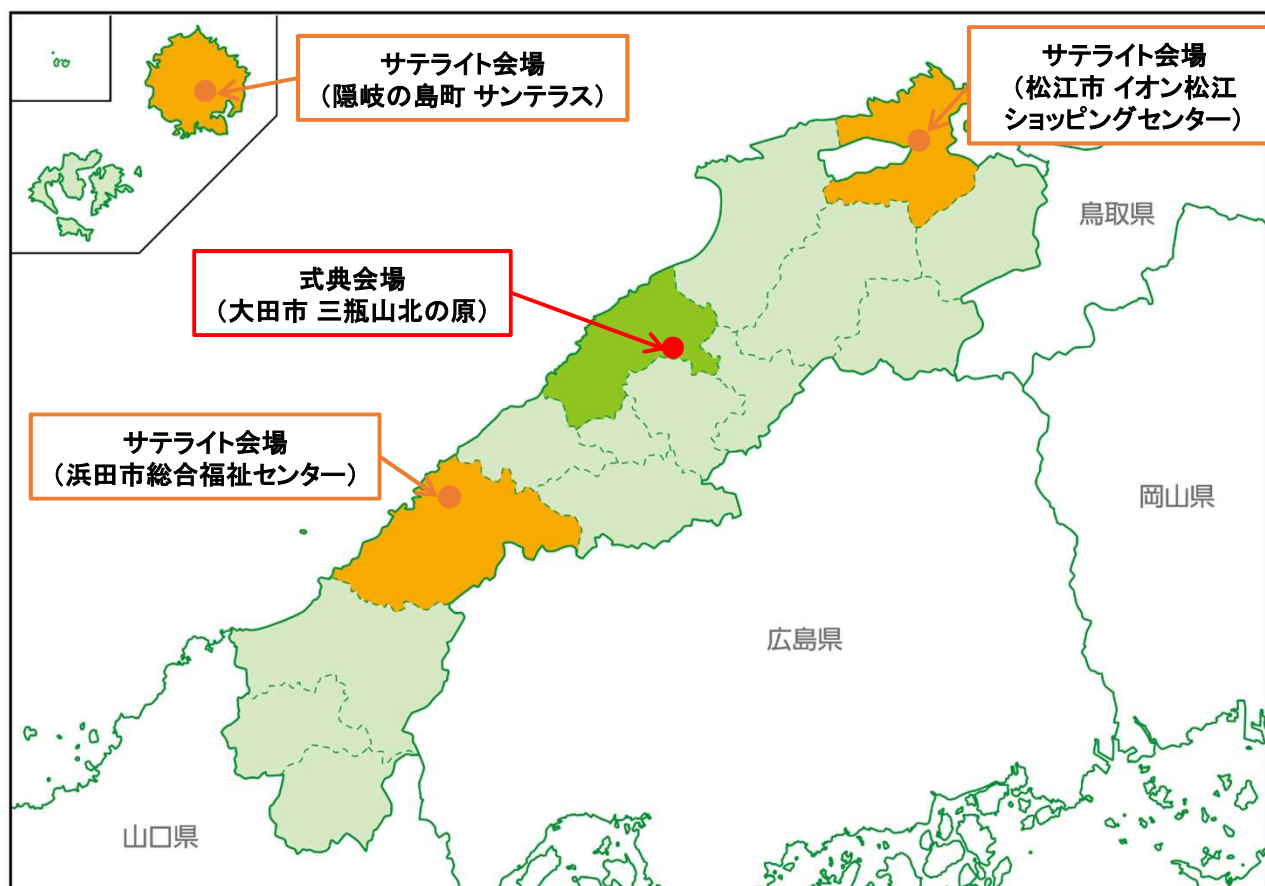 サテライト会場
（隠岐の島町 サンテラス）
サテライト会場
（松江市 イオン松江
ショッピングセンター）
鳥取県
式典会場
（大田市 三瓶山北の原）
サテライト会場
（浜田市総合福祉センター）
岡山県
広島県
山口県